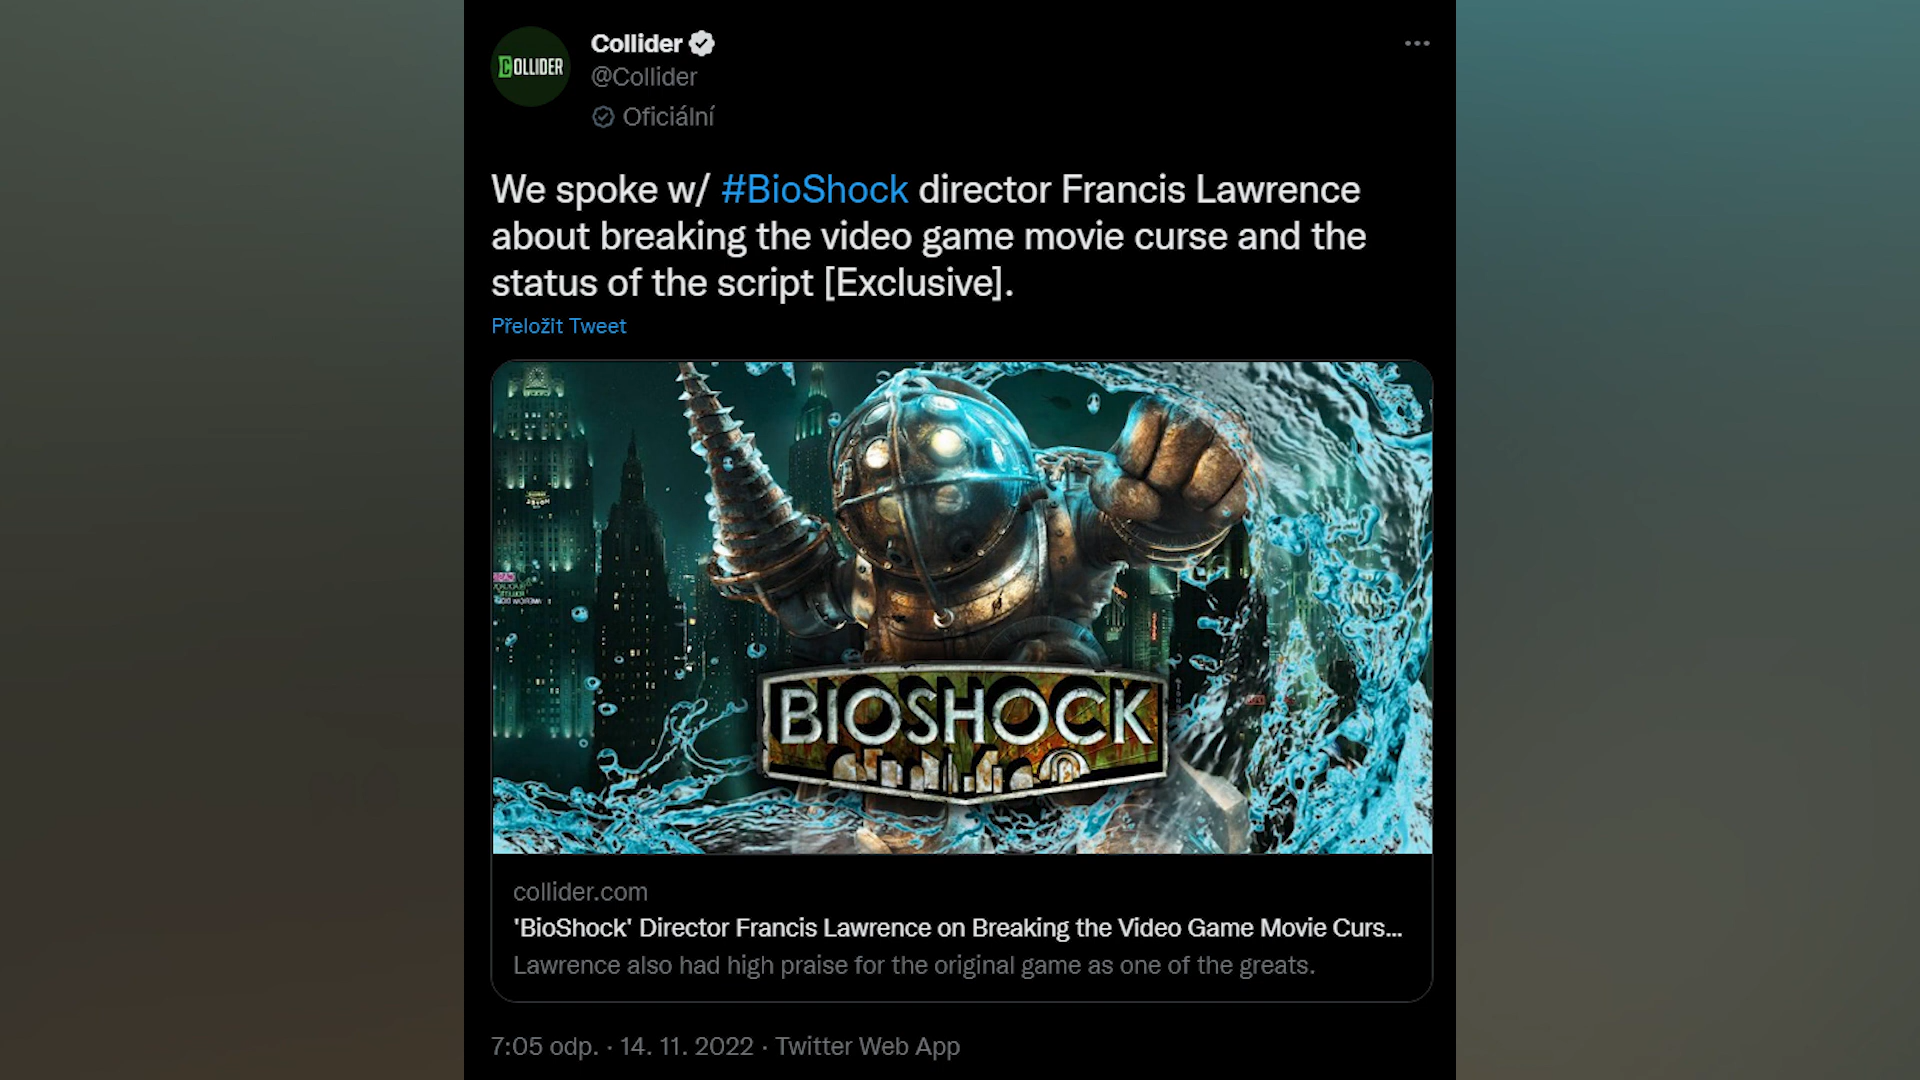 COLLIDER
Collider
@Collider
Oficiální
We spoke w/ #BioShock director Francis Lawrence
about breaking the video game movie curse and the
status of the script [Exclusive].
Přeložit Tweet
BIOSHOCK
collider.com
'BioShock' Director Francis Lawrence on Breaking the Video Game Movie Curs...
Lawrence also had high praise for the original game as one of the greats.
7:05 odp. · 14. 11. 2022 · Twitter Web App